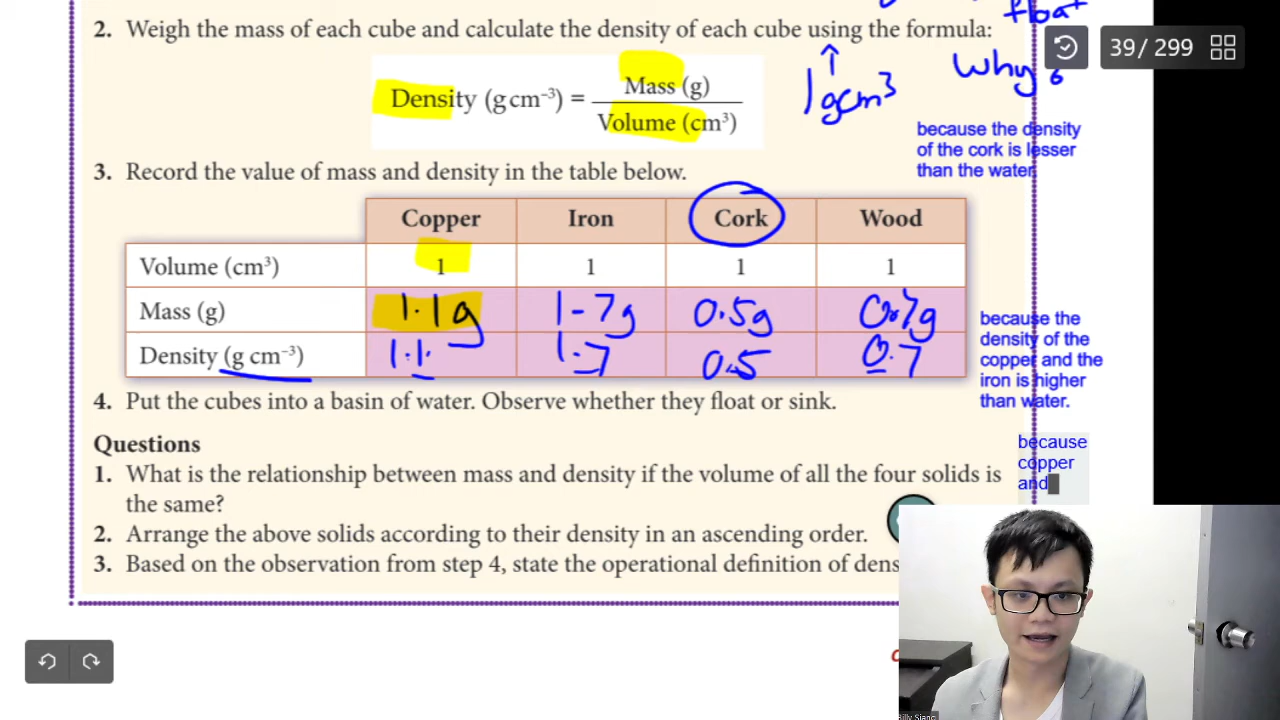 float
2. Weigh the mass of each cube and calculate the density of each cube using the formula:
39/ 299
why?
Density (g cm⁻³) = Mass (g) / Volume (cm³)
1 gcm³
because the density
of the cork is lesser
than the water
3. Record the value of mass and density in the table below.
Copper Iron Cork Wood
Volume (cm³) 1 1 1 1
Mass (g) 1.1g 1-7g 0.5g 0.7g
Density (g cm⁻³) 1.1. 1.7 0.5 0.7
because the
density of the
copper and the
iron is higher
than water.
4. Put the cubes into a basin of water. Observe whether they float or sink.
Questions
because
copper
and
1. What is the relationship between mass and density if the volume of all the four solids is
the same?
2. Arrange the above solids according to their density in an ascending order.
3. Based on the observation from step 4, state the operational definition of dens
Billy Siang